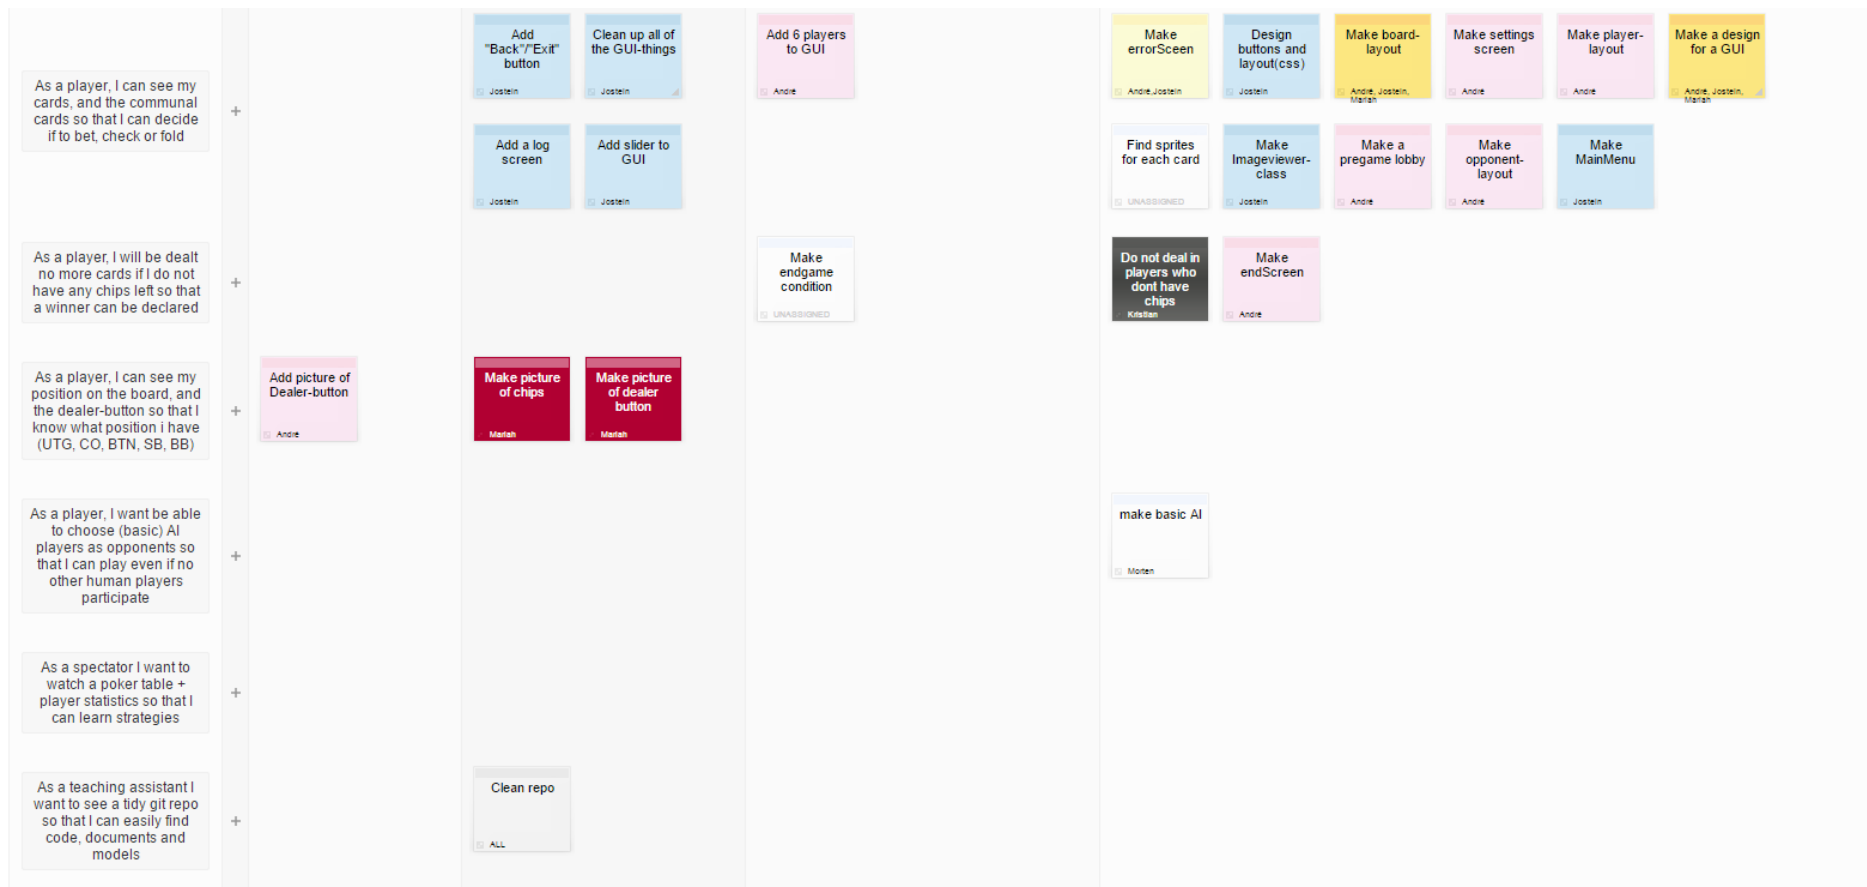 As a player, I can see my
cards, and the communal
cards so that I can decide
if to bet, check or fold
+
Add
"Back"/"Exit"
button
Jostein
Clean up all of
the GUI-things
Jostein
Add 6 players
to GUI
André
Make
errorSceen
André,Jostein
Design
buttons and
layout(css)
Jostein
Make board-
layout
André, Jostein,
Mariah
Make settings
screen
André
Make player-
layout
André
Make a design
for a GUI
André, Jostein,
Mariah
Add a log
screen
Jostein
Add slider to
GUI
Jostein
Find sprites
for each card
UNASSIGNED
Make
Imageviewer-
class
Jostein
Make a
pregame lobby
André
Make
opponent-
layout
André
Make
MainMenu
Jostein
As a player, I will be dealt
no more cards if I do not
have any chips left so that
a winner can be declared
+
Make
endgame
condition
UNASSIGNED
Do not deal in
players who
dont have
chips
Kristian
Make
endScreen
André
As a player, I can see my
position on the board, and
the dealer-button so that I
know what position i have
(UTG, CO, BTN, SB, BB)
+
Add picture of
Dealer-button
André
Make picture
of chips
Mariah
Make picture
of dealer
button
Mariah
As a player, I want be able
to choose (basic) AI
players as opponents so
that I can play even if no
other human players
participate
+
make basic AI
Morten
As a spectator I want to
watch a poker table +
player statistics so that I
can learn strategies
+
As a teaching assistant I
want to see a tidy git repo
so that I can easily find
code, documents and
models
+
Clean repo
ALL